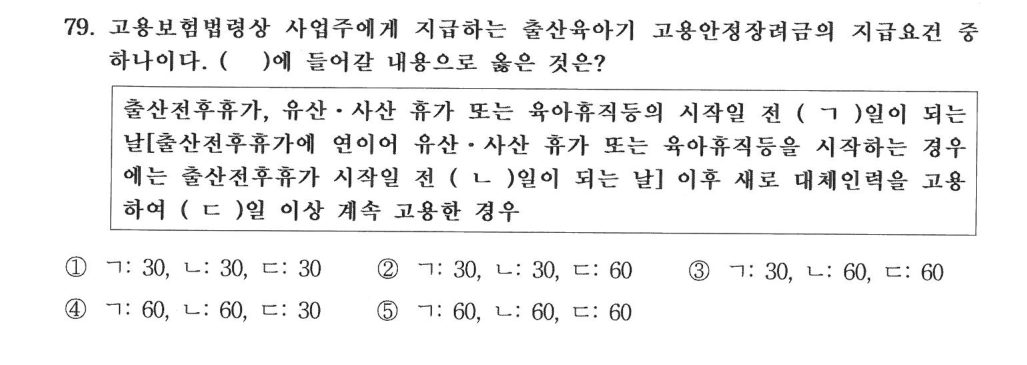 79. 고용보험법령상 사업주에게 지급하는 출산육아기 고용안정장려금의 지급요건 중
하나이다. (    )에 들어갈 내용으로 옳은 것은?
출산전후휴가, 유산·사산 휴가 또는 육아휴직등의 시작일 전 ( ㄱ )일이 되는
날[출산전후휴가에 연이어 유산·사산 휴가 또는 육아휴직등을 시작하는 경우
에는 출산전후휴가 시작일 전 ( ㄴ )일이 되는 날] 이후 새로 대체인력을 고용
하여 ( ㄷ )일 이상 계속 고용한 경우
① ㄱ: 30, ㄴ: 30, ㄷ: 30 ② ㄱ: 30, ㄴ: 30, ㄷ: 60 ③ ㄱ: 30, ㄴ: 60, ㄷ: 60
④ ㄱ: 60, ㄴ: 60, ㄷ: 30 ⑤ ㄱ: 60, ㄴ: 60, ㄷ: 60